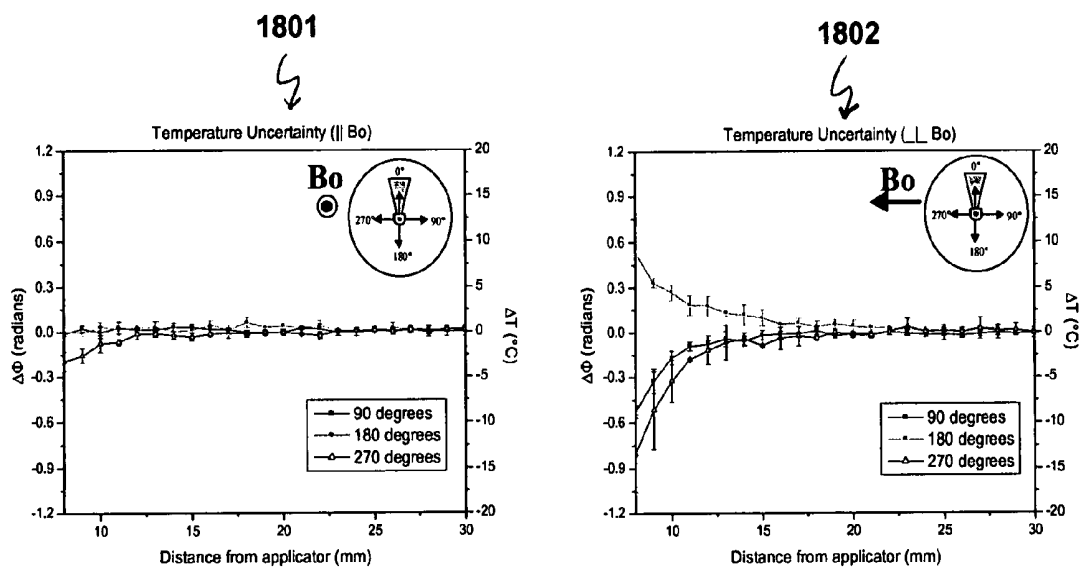 1801
Temperature Uncertainty (|| Bo)
1.2
0.9
0.6
0.3
0.0
-0.3
-0.6
-0.9
-1.2
ΔΦ (radians)
20
15
10
5
0
-5
-10
-15
-20
ΔT (°C)
Bo
0°
270°
90°
180°
90 degrees
180 degrees
270 degrees
10 15 20 25 30
Distance from applicator (mm)
1802
Temperature Uncertainty (⊥ Bo)
1.2
0.9
0.6
0.3
0.0
-0.3
-0.6
-0.9
-1.2
ΔΦ (radians)
20
15
10
5
0
-5
-10
-15
-20
ΔT (°C)
Bo
0°
270°
90°
180°
90 degrees
180 degrees
270 degrees
10 15 20 25 30
Distance from applicator (mm)